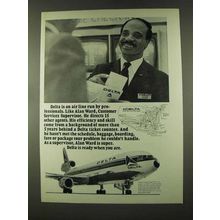 DELTA
Delta is an air line run by pro-
fessionals. Like Alan Ward, Customer
Services Supervisor. He directs 15
other agents. His efficiency and skill
come from a background of more than
5 years behind a Delta ticket counter. And
he hasn't met the schedule, baggage, boarding,
fare or package tour problem he couldn't handle.
As a supervisor, Alan Ward is super.
Delta is ready when you are.
DELTA
DELTA